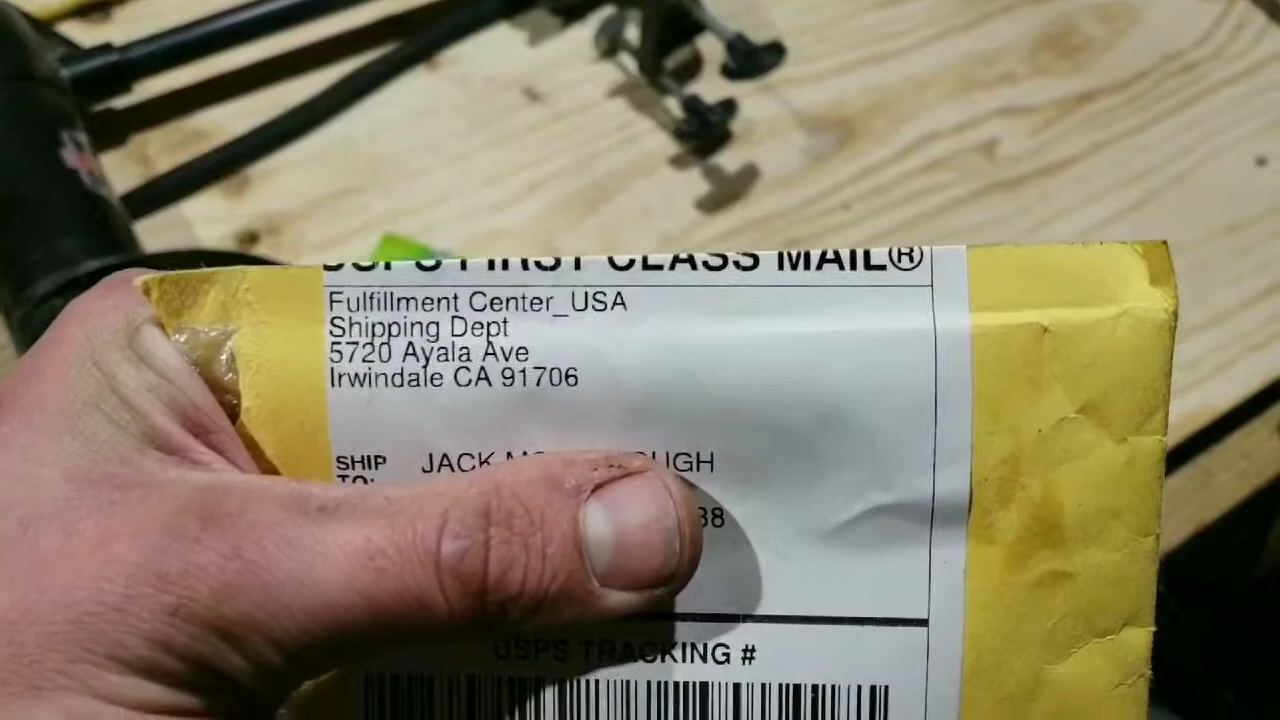 USPS FIRST CLASS MAIL®
Fulfillment Center_USA
Shipping Dept
5720 Ayala Ave
Irwindale CA 91706
SHIP JACK
TO:
USPS TRACKING #